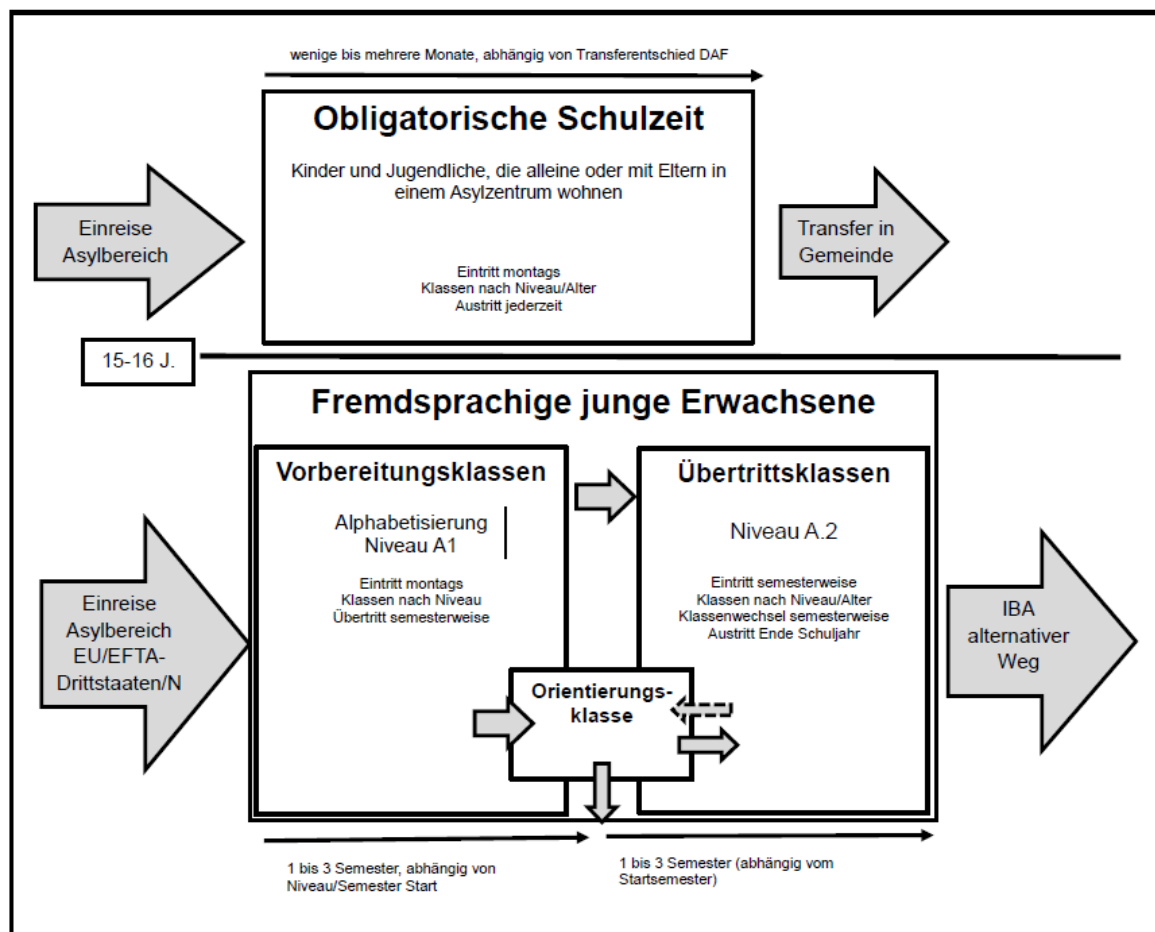 wenige bis mehrere Monate, abhängig von Transferentschied DAF
Obligatorische Schulzeit
Kinder und Jugendliche, die alleine oder mit Eltern in
einem Asylzentrum wohnen
Eintritt montags
Klassen nach Niveau/Alter
Austritt jederzeit
Einreise
Asylbereich
Transfer in
Gemeinde
15-16 J.
Fremdsprachige junge Erwachsene
Vorbereitungsklassen
Alphabetisierung
Niveau A1
Eintritt montags
Klassen nach Niveau
Übertritt semesterweise
Übertrittsklassen
Niveau A.2
Eintritt semesterweise
Klassen nach Niveau/Alter
Klassenwechsel semesterweise
Austritt Ende Schuljahr
Einreise
Asylbereich
EU/EFTA-
Drittstaaten/N
Orientierungs-
klasse
IBA
alternativer
Weg
1 bis 3 Semester, abhängig von
Niveau/Semester Start
1 bis 3 Semester (abhängig vom
Startsemester)